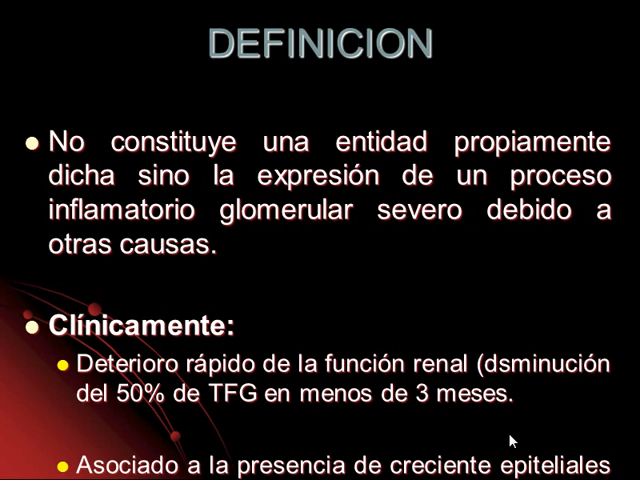 DEFINICION
No constituye una entidad propiamente
dicha sino la expresión de un proceso
inflamatorio glomerular severo debido a
otras causas.
Clínicamente:
Deterioro rápido de la función renal (dsminución
del 50% de TFG en menos de 3 meses.
Asociado a la presencia de creciente epiteliales